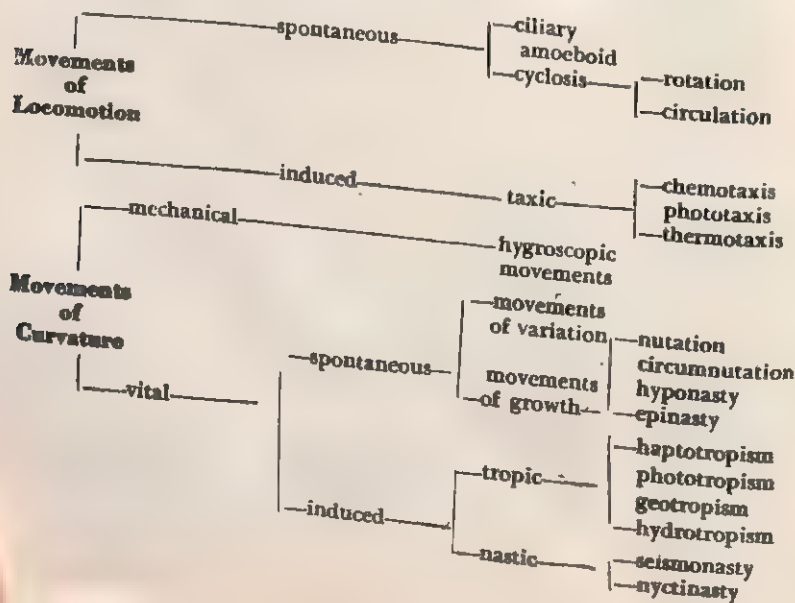 spontaneous
ciliary
amoeboid
cyclosis
rotation
circulation
Movements
of
Locomotion
induced
taxic
chemotaxis
phototaxis
thermotaxis
mechanical
hygroscopic
movements
Movements
of
Curvature
vital
spontaneous
movements
of variation
movements
of growth
nutation
circumnutation
hyponasty
epinasty
induced
tropic
haptotropism
phototropism
geotropism
hydrotropism
nastic
seismonasty
nyctinasty